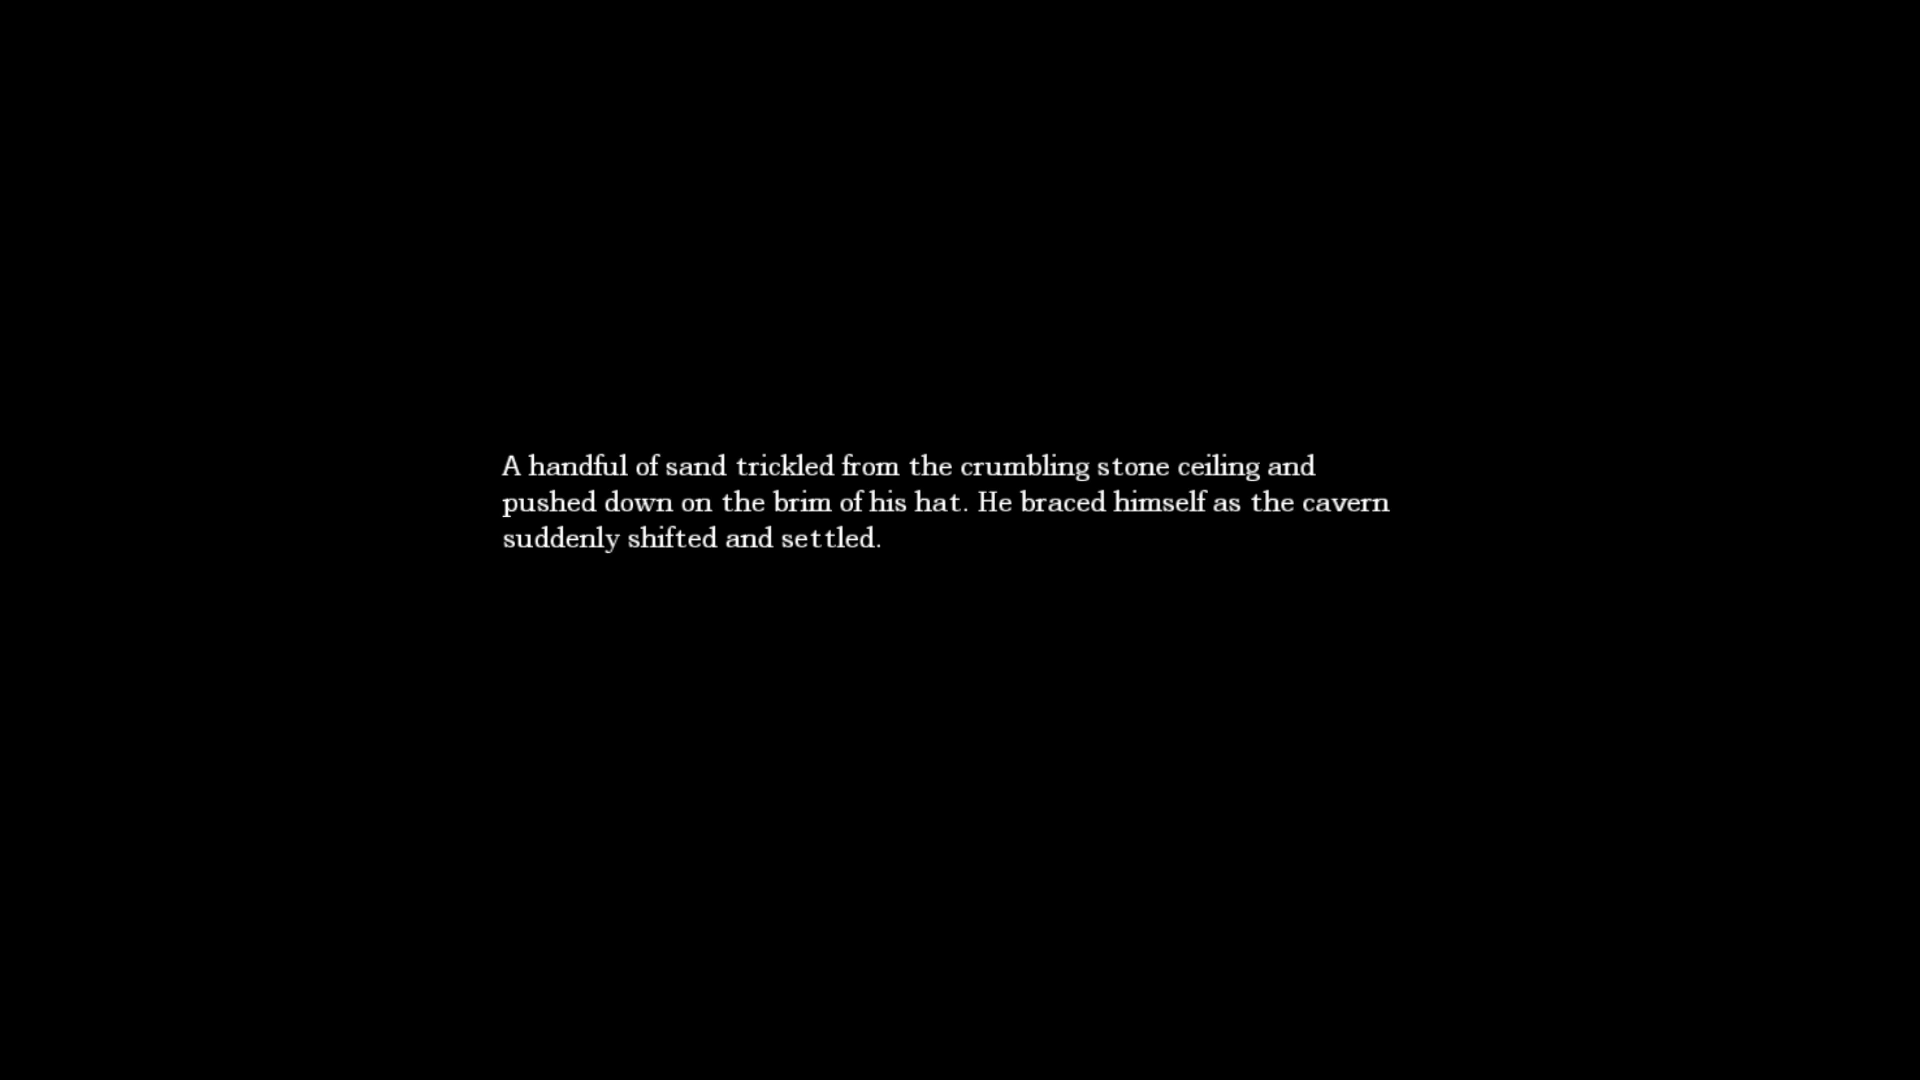 A handful of sand trickled from the crumbling stone ceiling and
pushed down on the brim of his hat. He braced himself as the cavern
suddenly shifted and settled.